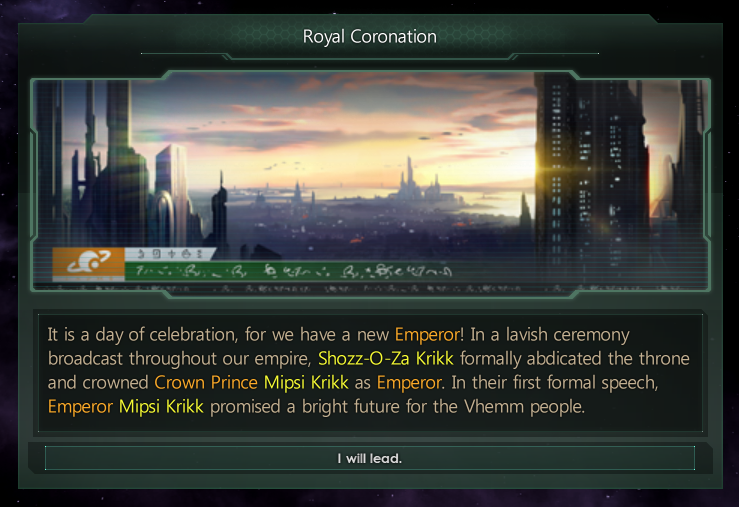 Royal Coronation
It is a day of celebration, for we have a new Emperor! In a lavish ceremony
broadcast throughout our empire, Shozz-O-Za Krikk formally abdicated the throne
and crowned Crown Prince Mipsi Krikk as Emperor. In their first formal speech,
Emperor Mipsi Krikk promised a bright future for the Vhemm people.
I will lead.